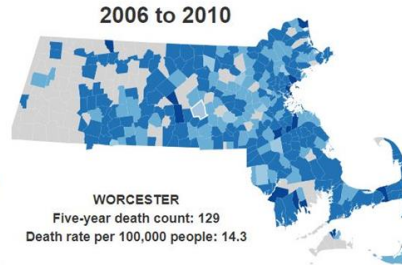 2006 to 2010
WORCESTER
Five-year death count: 129
Death rate per 100,000 people: 14.3